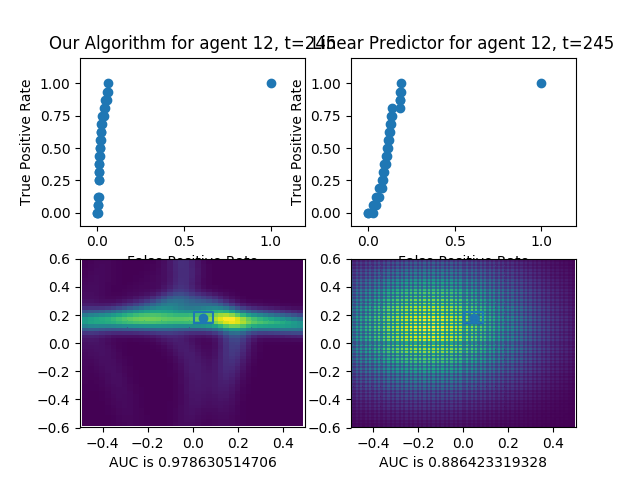 Our Algorithm for agent 12, t=245
Linear Predictor for agent 12, t=245
True Positive Rate
1.00
0.75
0.50
0.25
0.00
0.0 0.5 1.0
False Positive Rate
True Positive Rate
1.00
0.75
0.50
0.25
0.00
0.0 0.5 1.0
False Positive Rate
0.6
0.4
0.2
0.0
−0.2
−0.4
−0.6
−0.4 −0.2 0.0 0.2 0.4
AUC is 0.978630514706
0.6
0.4
0.2
0.0
−0.2
−0.4
−0.6
−0.4 −0.2 0.0 0.2 0.4
AUC is 0.886423319328